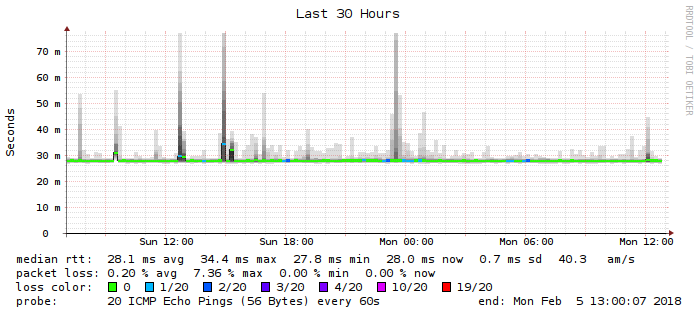 Last 30 Hours
RRDTOOL / TOBI OETIKER
Seconds
70 m
60 m
50 m
40 m
30 m
20 m
10 m
0
Sun 12:00 Sun 18:00 Mon 00:00 Mon 06:00 Mon 12:00
median rtt: 28.1 ms avg 34.4 ms max 27.8 ms min 28.0 ms now 0.7 ms sd 40.3 am/s
packet loss: 0.20 % avg 7.36 % max 0.00 % min 0.00 % now
loss color: 0 1/20 2/20 3/20 4/20 10/20 19/20
probe: 20 ICMP Echo Pings (56 Bytes) every 60s end: Mon Feb 5 13:00:07 2018